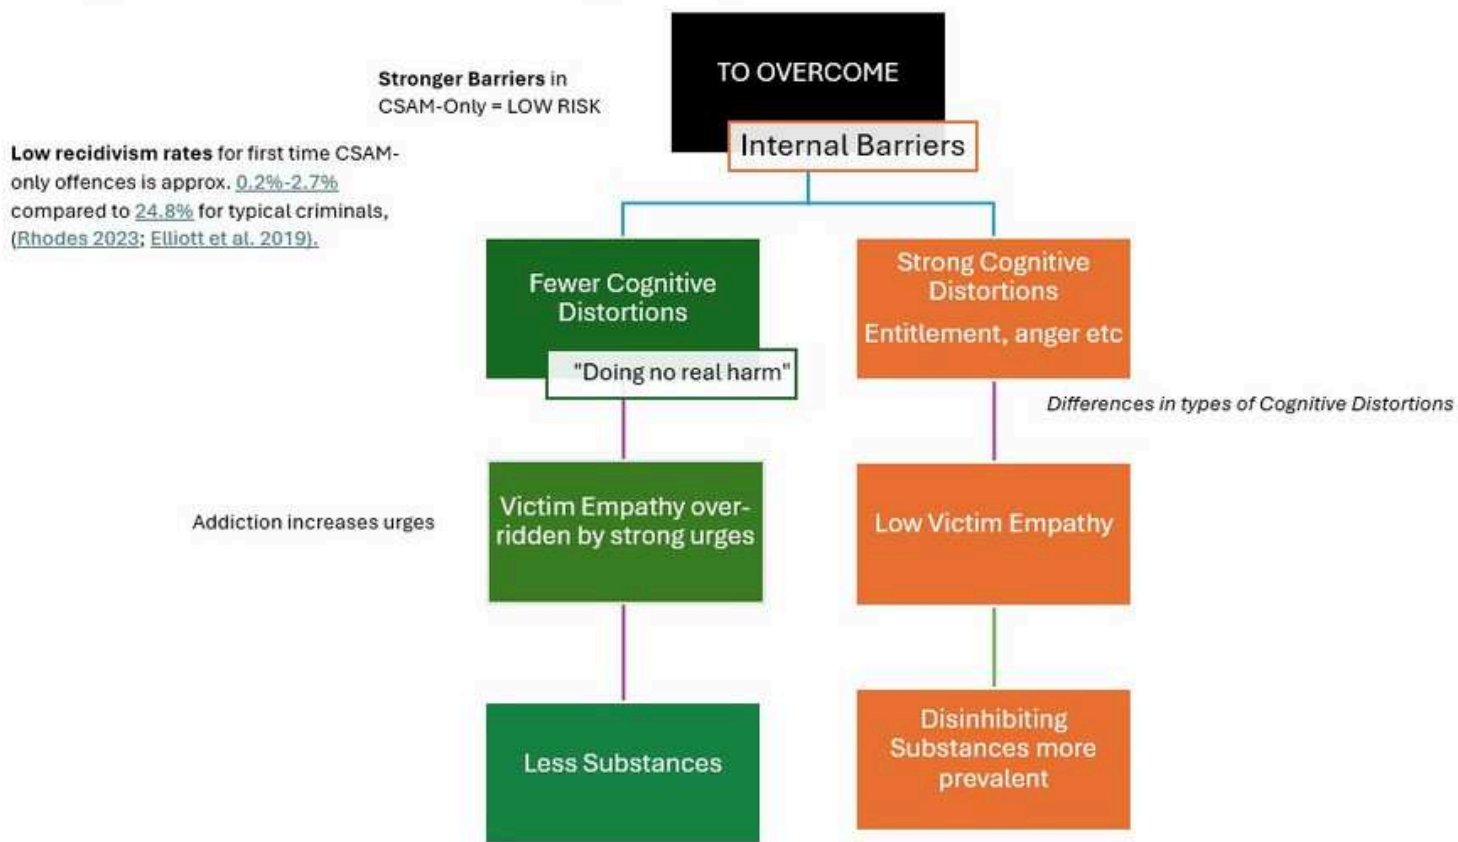 TO OVERCOME
Internal Barriers
Stronger Barriers in
CSAM-Only = LOW RISK
Low recidivism rates for first time CSAM-
only offences is approx. 0.2%-2.7%
compared to 24.8% for typical criminals,
(Rhodes 2023; Elliott et al. 2019).
Fewer Cognitive
Distortions
"Doing no real harm"
Strong Cognitive
Distortions
Entitlement, anger etc
Differences in types of Cognitive Distortions
Addiction increases urges
Victim Empathy over-
ridden by strong urges
Low Victim Empathy
Less Substances
Disinhibiting
Substances more
prevalent